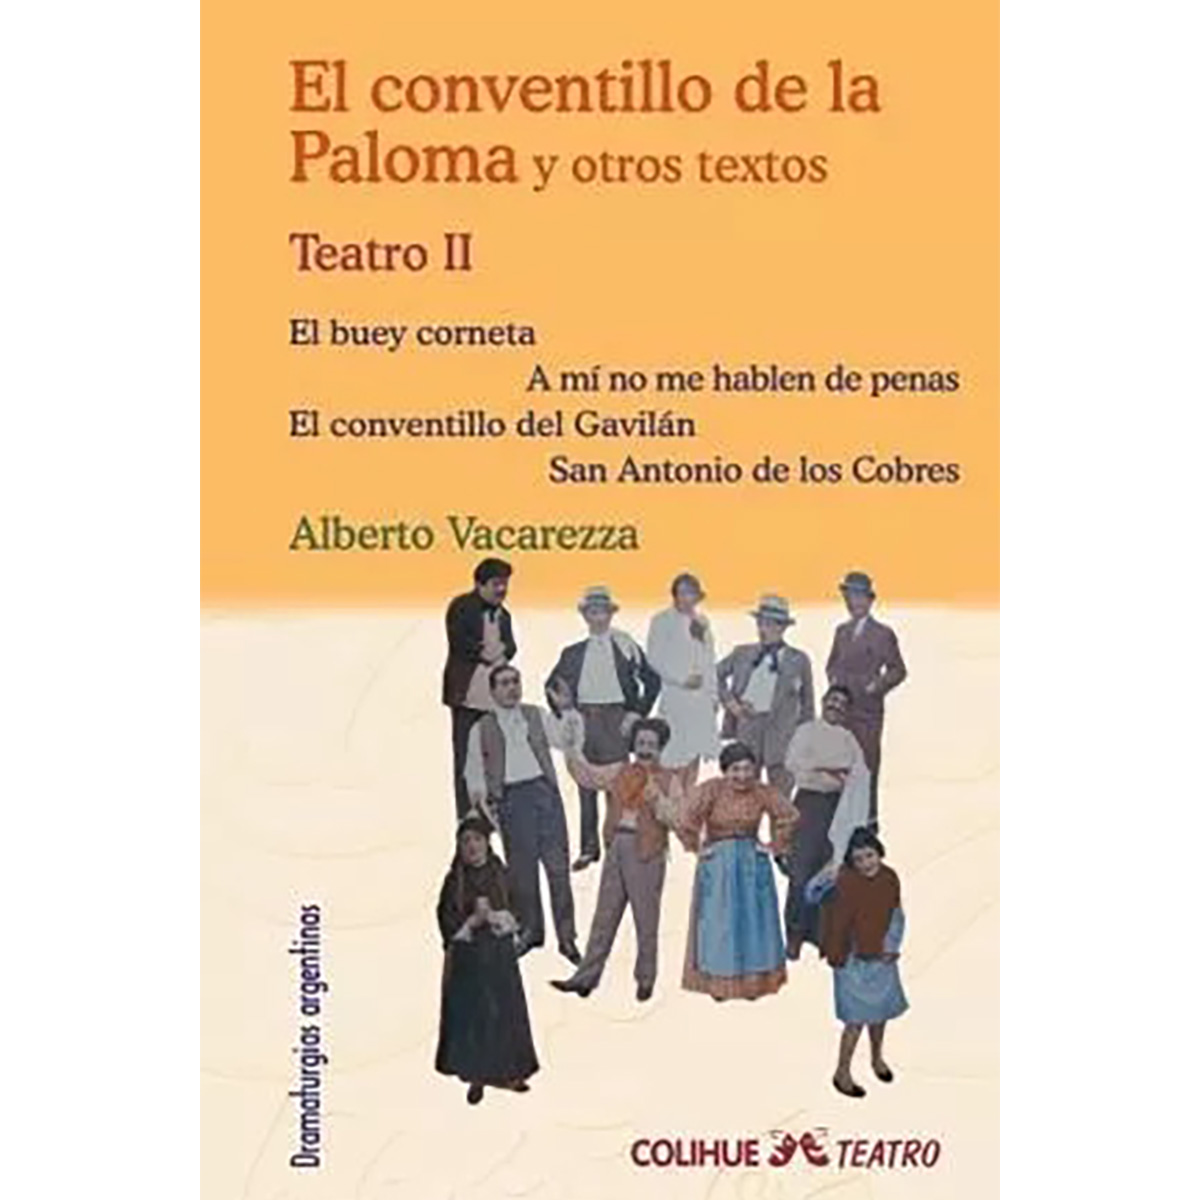 El conventillo de la
Paloma y otros textos
Teatro II
El buey corneta
A mí no me hablen de penas
El conventillo del Gavilán
San Antonio de los Cobres
Alberto Vacarezza
Dramaturgias argentinas
COLIHUE TEATRO